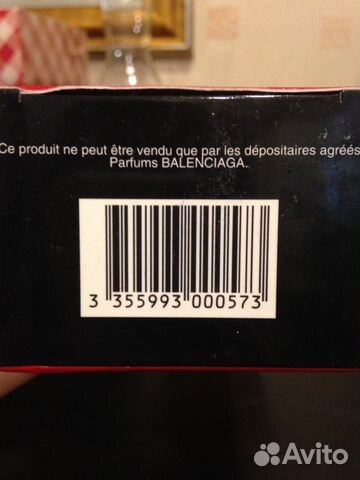 Ce produit ne peut être vendu que par les dépositaires agréés
Parfums BALENCIAGA.
3 355993 000573
Avito